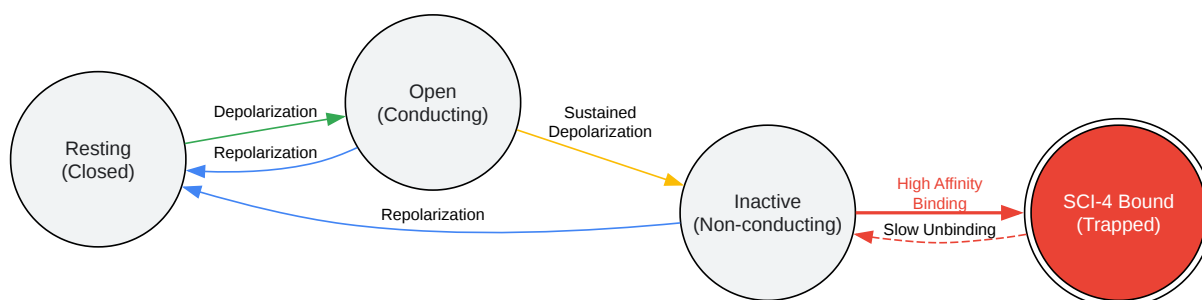 Resting
(Closed)
Depolarization
Repolarization
Open
(Conducting)
Sustained
Depolarization
Repolarization
Inactive
(Non-conducting)
High Affinity
Binding
Slow Unbinding
SCI-4 Bound
(Trapped)